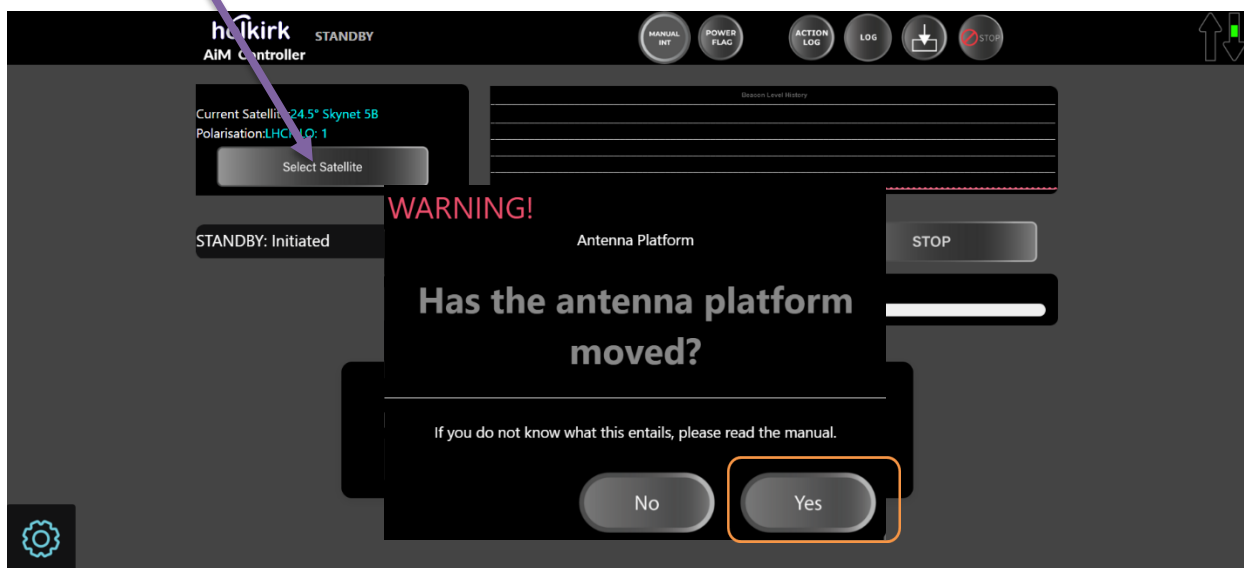 holkirk
AiM Controller
STANDBY
MANUAL INT
POWER FLAG
ACTION LOG
LOG
STOP
Current Satellite:24.5° Skynet 5B
Polarisation:LHCP LO: 1
Select Satellite
Beacon Level History
STANDBY: Initiated
STOP
WARNING!
Antenna Platform
Has the antenna platform
moved?
If you do not know what this entails, please read the manual.
No
Yes